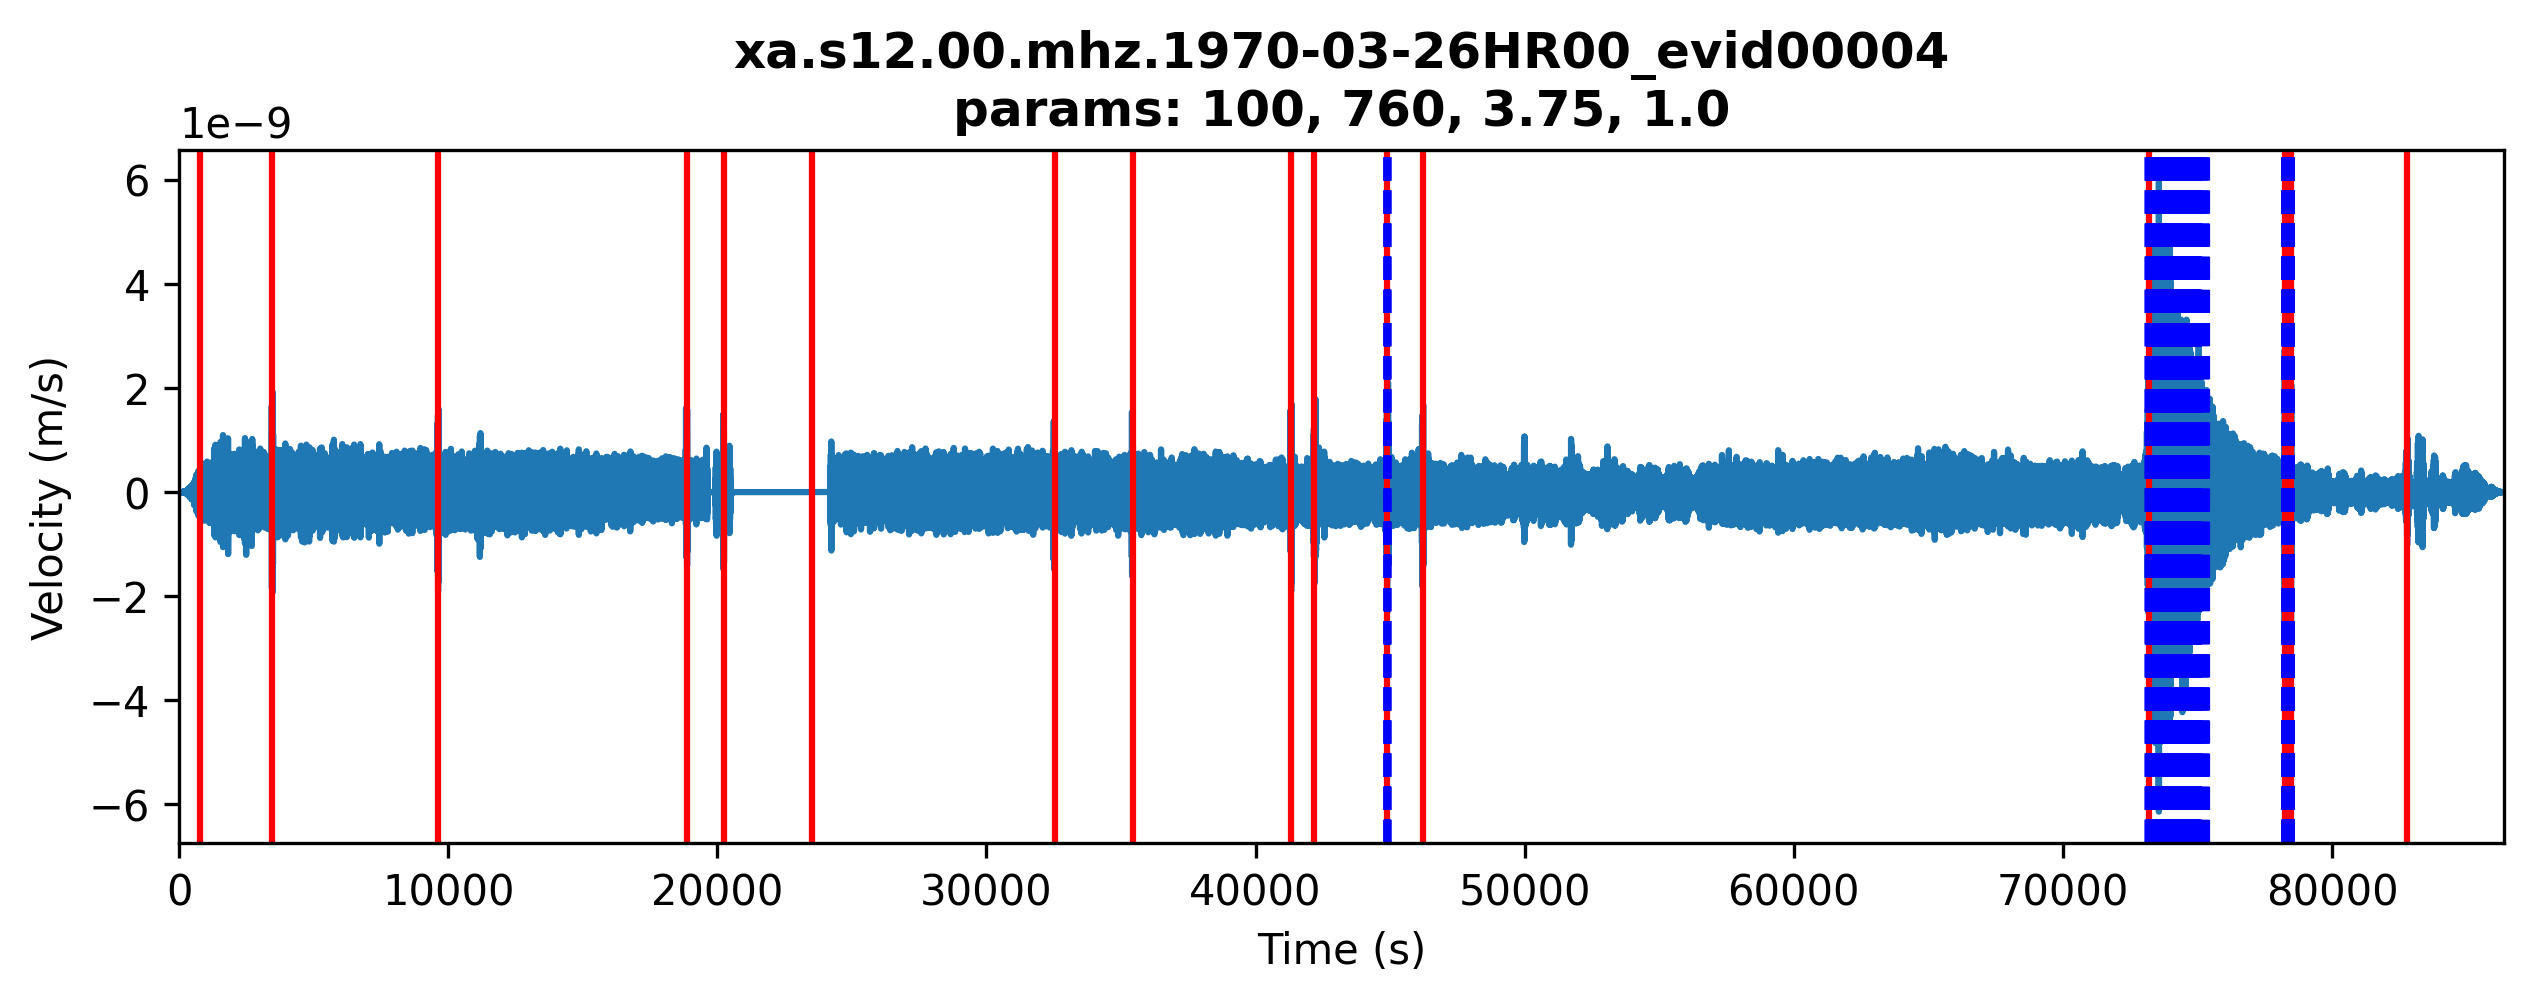 xa.s12.00.mhz.1970-03-26HR00_evid00004
params: 100, 760, 3.75, 1.0
1e−9
6
4
2
0
−2
−4
−6
Velocity (m/s)
0 10000 20000 30000 40000 50000 60000 70000 80000
Time (s)